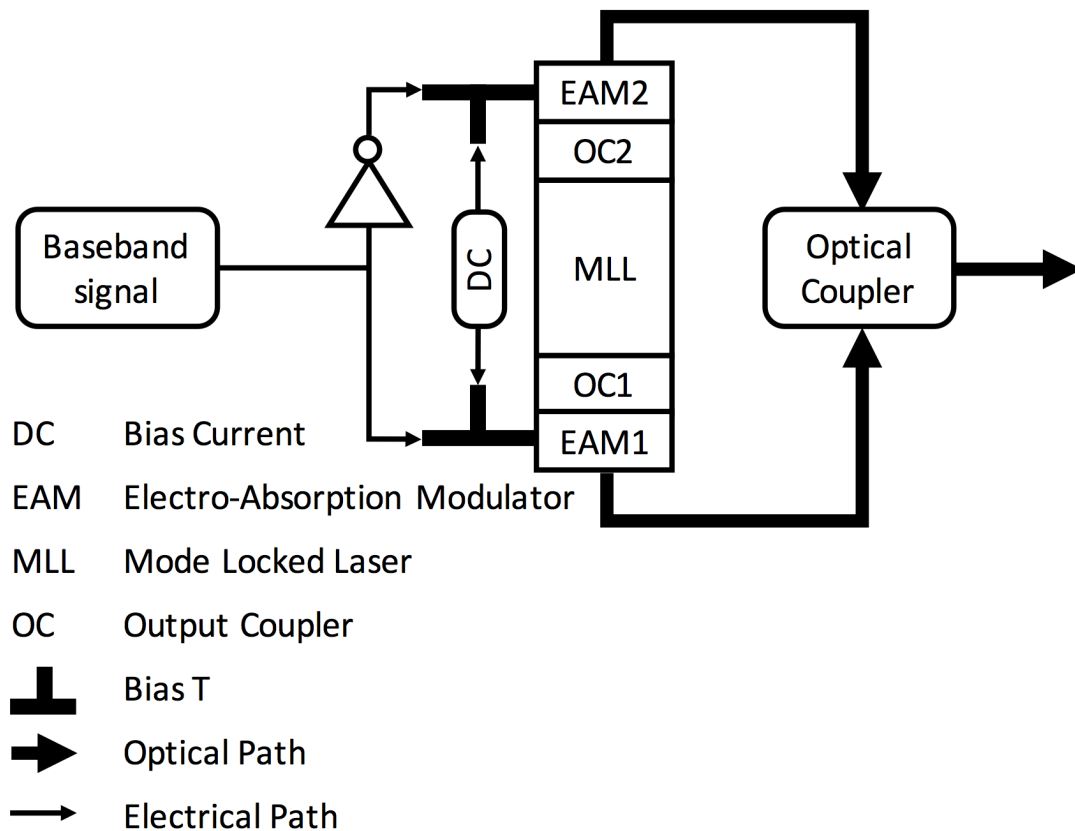 EAM2
OC2
Baseband
signal
DC
MLL
Optical
Coupler
OC1
EAM1
DC Bias Current
EAM Electro-Absorption Modulator
MLL Mode Locked Laser
OC Output Coupler
Bias T
Optical Path
Electrical Path